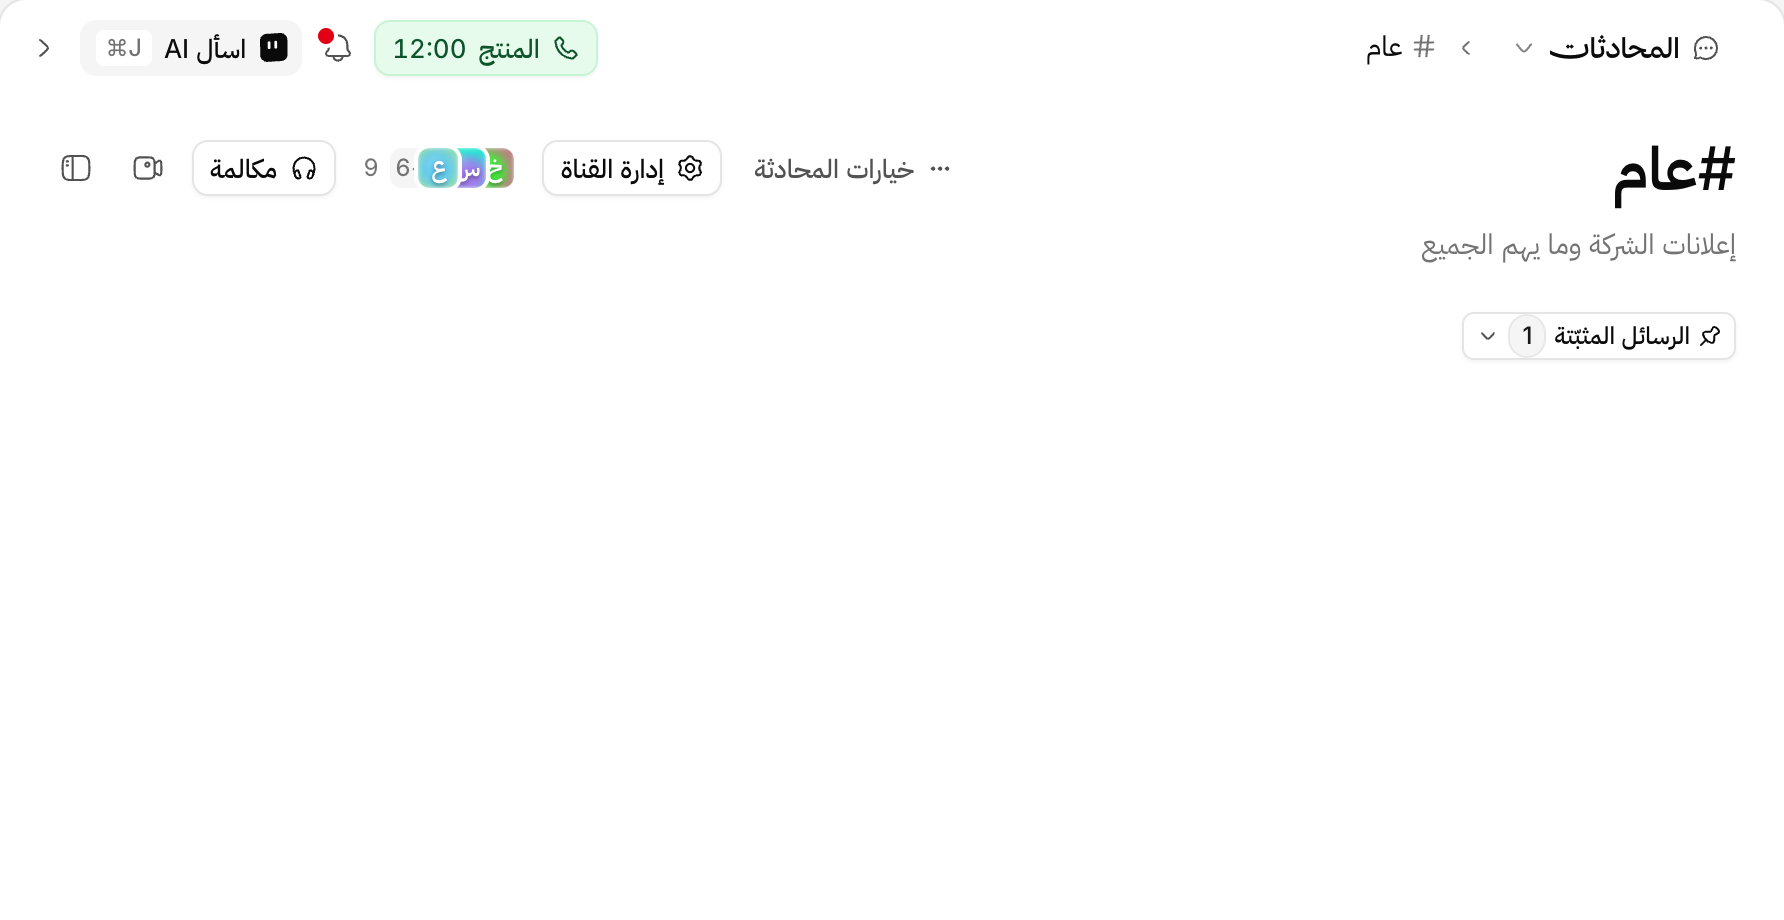 المحادثات # عام
المنتج 12:00
اسأل AI ⌘J
#عام
إعلانات الشركة وما يهم الجميع
خيارات المحادثة
إدارة القناة
خ س ع 6 9
مكالمة
الرسائل المثبّتة 1